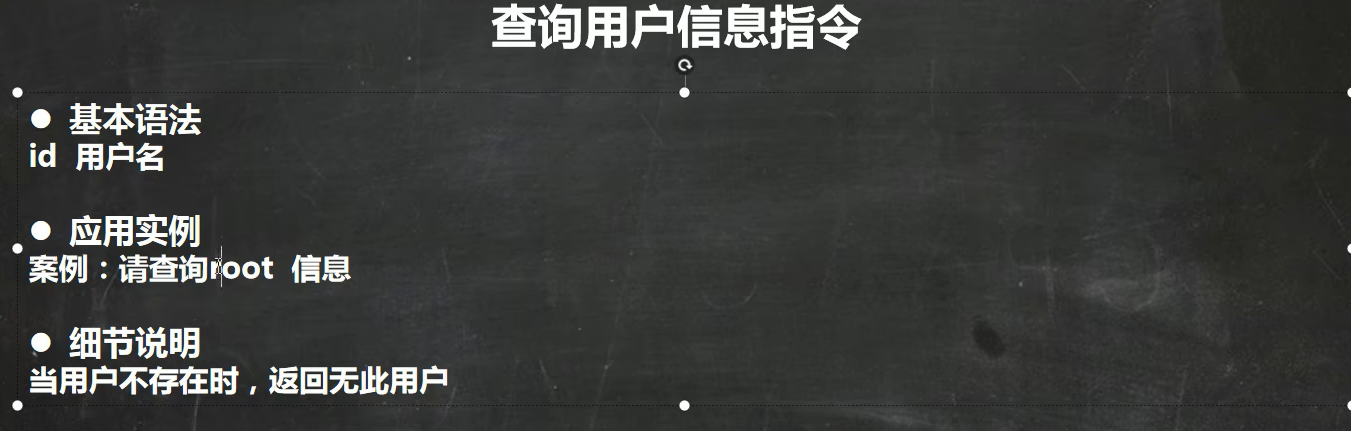 查询用户信息指令
● 基本语法
id 用户名
● 应用实例
案例：请查询root 信息
● 细节说明
当用户不存在时，返回无此用户